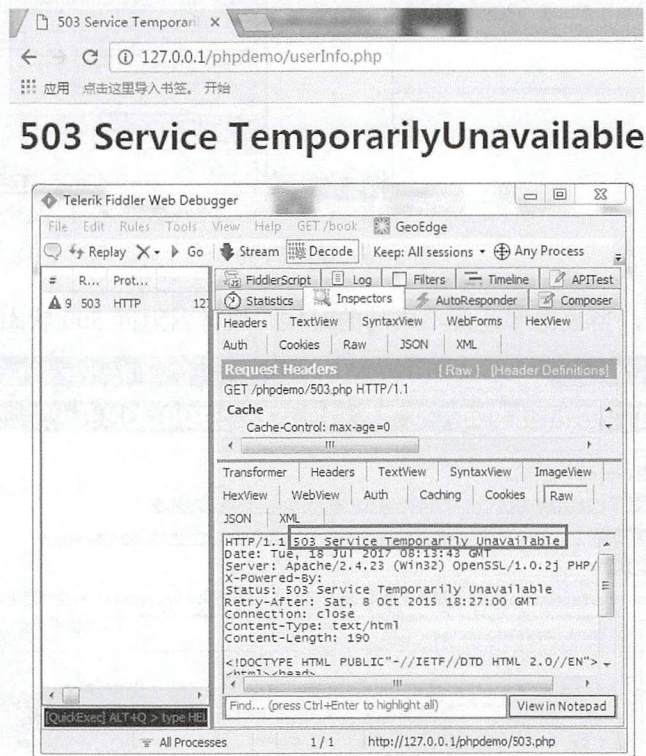 503 Service Temporaril ×
127.0.0.1/phpdemo/userInfo.php
应用 点击这里导入书签。 开始
503 Service TemporarilyUnavailable
Telerik Fiddler Web Debugger
File Edit Rules Tools View Help GET /book GeoEdge
Replay Go Stream Decode Keep: All sessions Any Process
# R... Prot...
9 503 HTTP 127
FiddlerScript Log Filters Timeline APITest
Statistics Inspectors AutoResponder Composer
Headers TextView SyntaxView WebForms HexView
Auth Cookies Raw JSON XML
Request Headers [Raw] [Header Definitions]
GET /phpdemo/503.php HTTP/1.1
Cache
Cache-Control: max-age=0
Transformer Headers TextView SyntaxView ImageView
HexView WebView Auth Caching Cookies Raw
JSON XML
HTTP/1.1 503 Service Temporarily Unavailable
Date: Tue, 18 Jul 2017 08:13:43 GMT
Server: Apache/2.4.23 (Win32) OpenSSL/1.0.2j PHP/
X-Powered-By:
Status: 503 Service Temporarily Unavailable
Retry-After: Sat, 8 Oct 2015 18:27:00 GMT
Connection: close
Content-Type: text/html
Content-Length: 190
<!DOCTYPE HTML PUBLIC"-//IETF//DTD HTML 2.0//EN">
<html><head>
Find... (press Ctrl+Enter to highlight all) View in Notepad
[QuickExec] ALT+Q > type HEL
All Processes 1 / 1 http://127.0.0.1/phpdemo/503.php